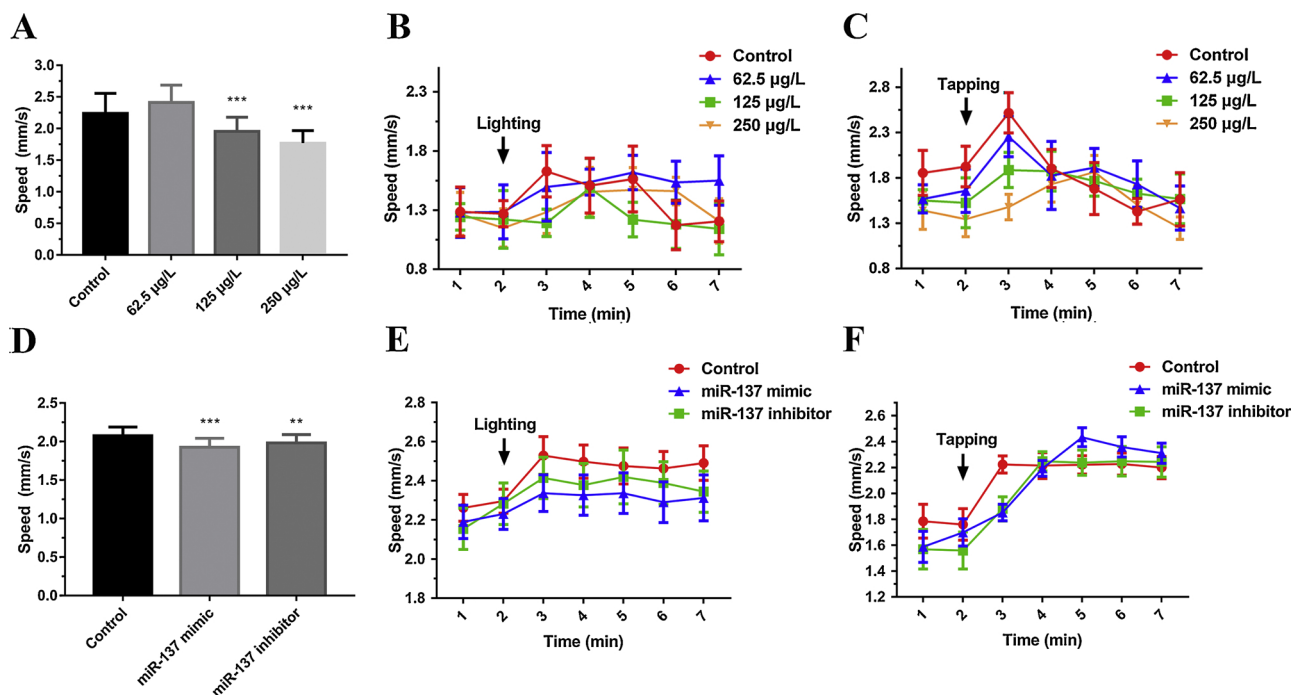 A
Speed (mm/s)
3.0
2.5
2.0
1.5
1.0
0.5
0.0
***
***
Control
62.5 μg/L
125 μg/L
250 μg/L
B
Control
62.5 μg/L
125 μg/L
250 μg/L
Lighting
Speed (mm/s)
2.3
1.8
1.3
0.8
1 2 3 4 5 6 7
Time (min)
C
Control
62.5 μg/L
125 μg/L
250 μg/L
Tapping
Speed (mm/s)
2.8
2.3
1.8
1.3
0.8
1 2 3 4 5 6 7
Time (min)
D
Speed (mm/s)
2.5
2.0
1.5
1.0
0.5
0.0
***
**
Control
miR-137 mimic
miR-137 inhibitor
E
Control
miR-137 mimic
miR-137 inhibitor
Lighting
Speed (mm/s)
2.8
2.6
2.4
2.2
2.0
1.8
1 2 3 4 5 6 7
Time (min)
F
Control
miR-137 mimic
miR-137 inhibitor
Tapping
Speed (mm/s)
2.6
2.4
2.2
2.0
1.8
1.6
1.4
1.2
1 2 3 4 5 6 7
Time (min)